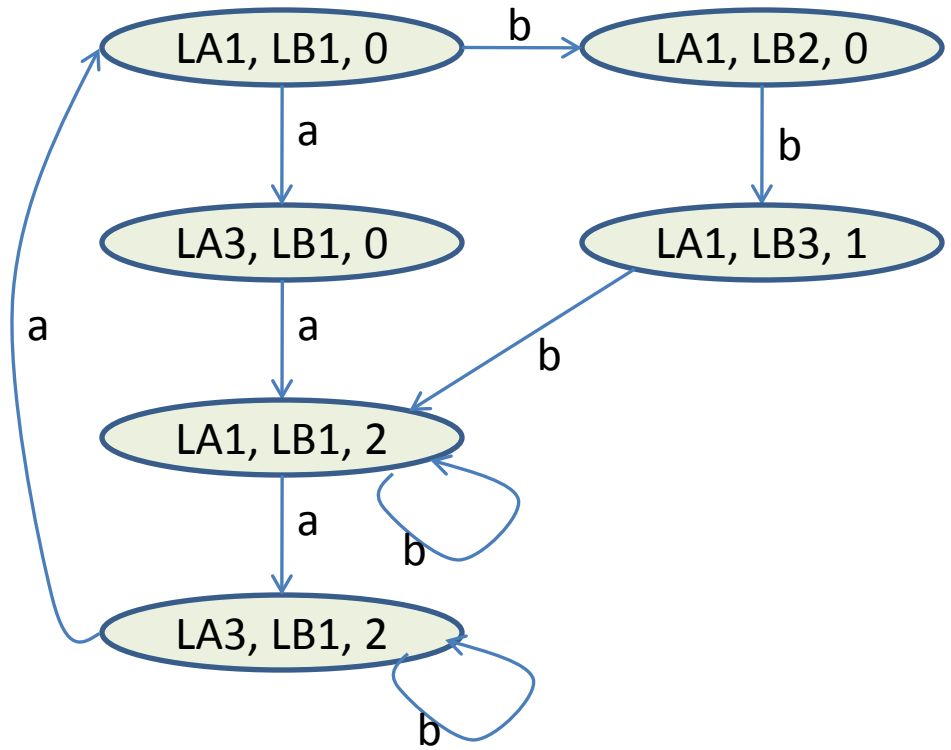 LA1, LB1, 0
b
LA1, LB2, 0
a
b
LA3, LB1, 0
LA1, LB3, 1
a
a
b
LA1, LB1, 2
a
b
LA3, LB1, 2
b